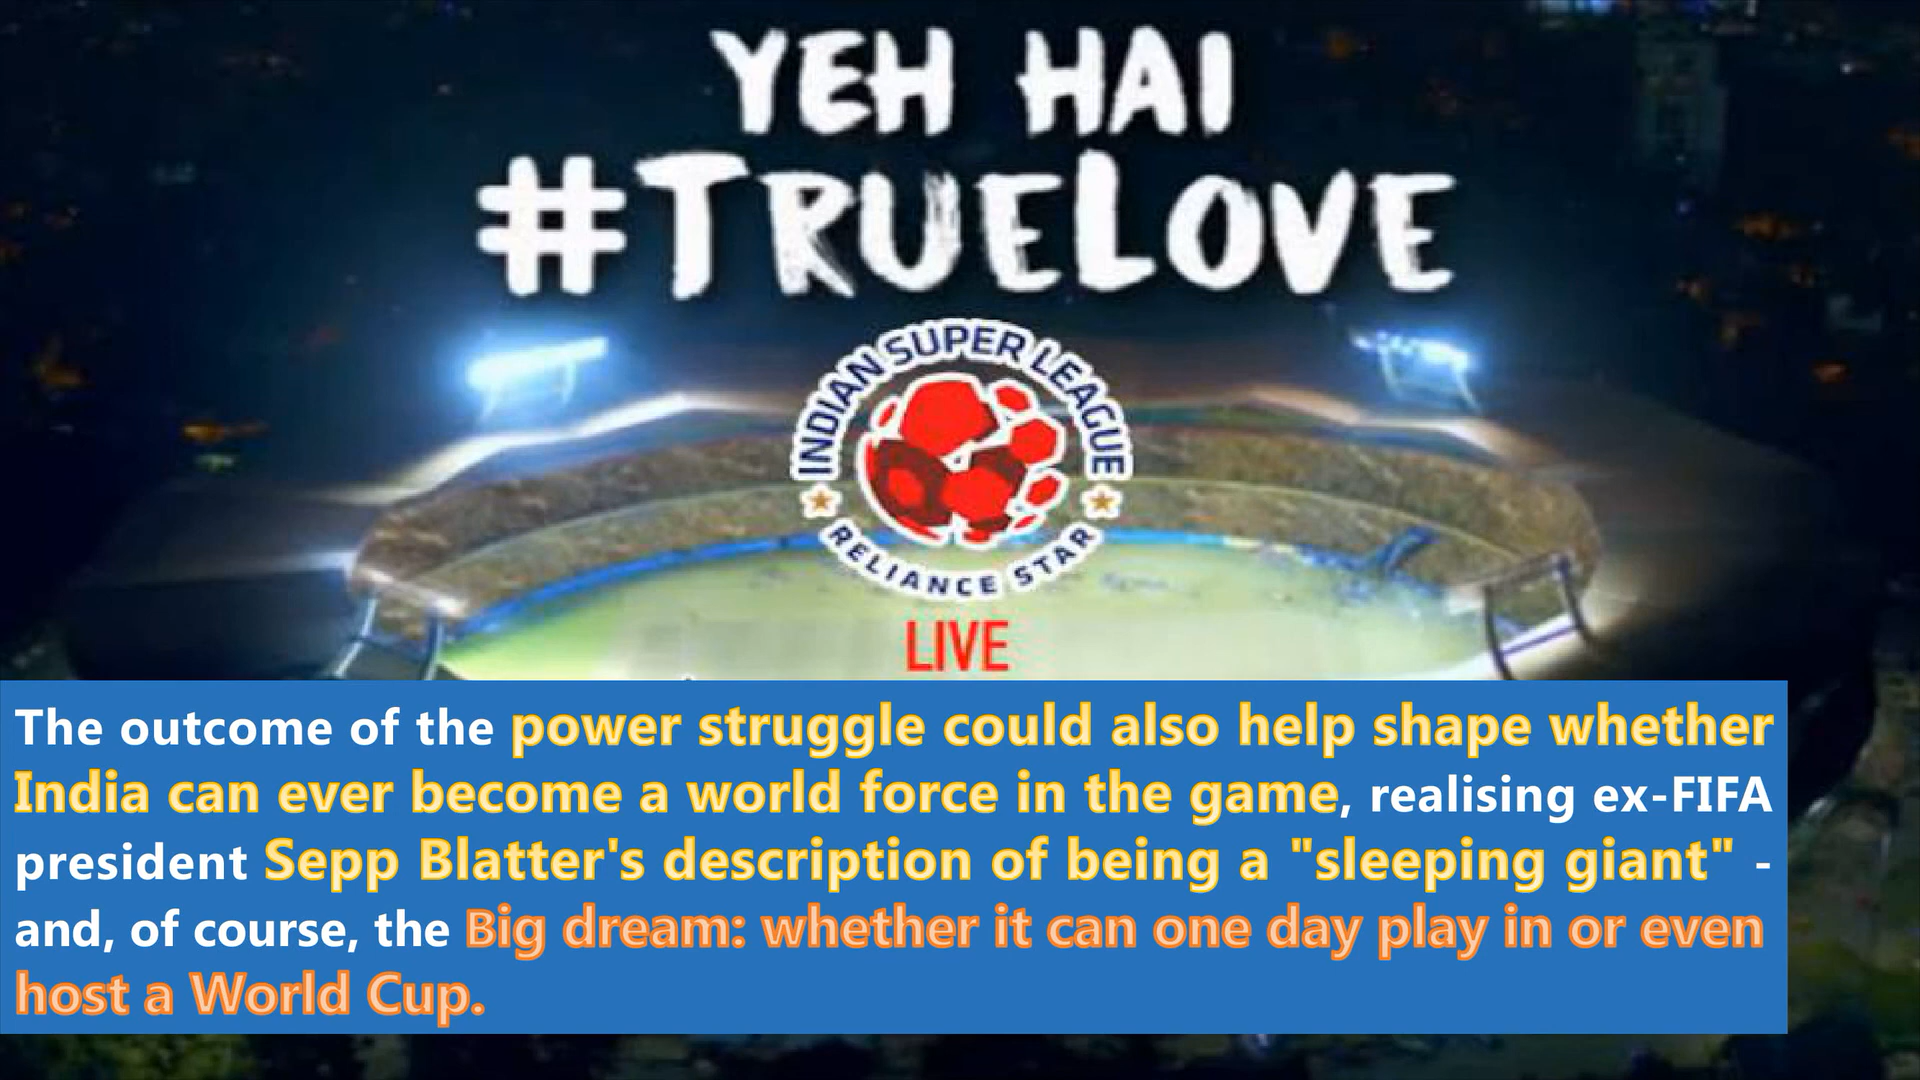 YEH HAI
#TRUELOVE
INDIAN SUPER LEAGUE
RELIANCE STAR
LIVE
The outcome of the power struggle could also help shape whether
India can ever become a world force in the game, realising ex-FIFA
president Sepp Blatter's description of being a "sleeping giant" -
and, of course, the Big dream: whether it can one day play in or even
host a World Cup.